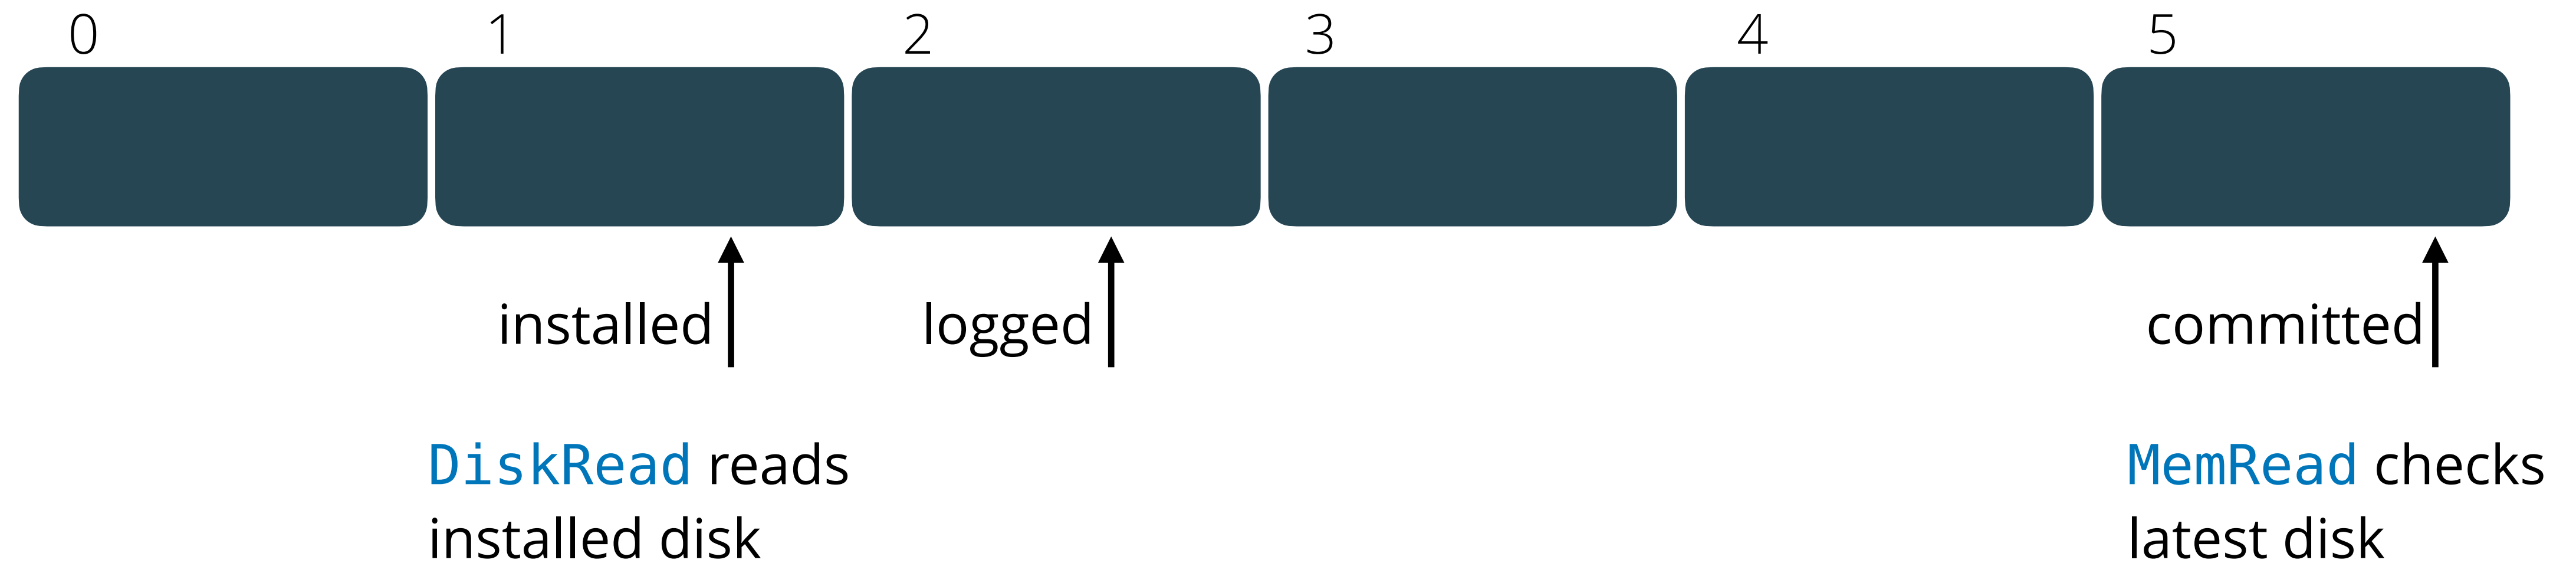 0 1 2 3 4 5
installed logged committed
DiskRead reads
installed disk
MemRead checks
latest disk